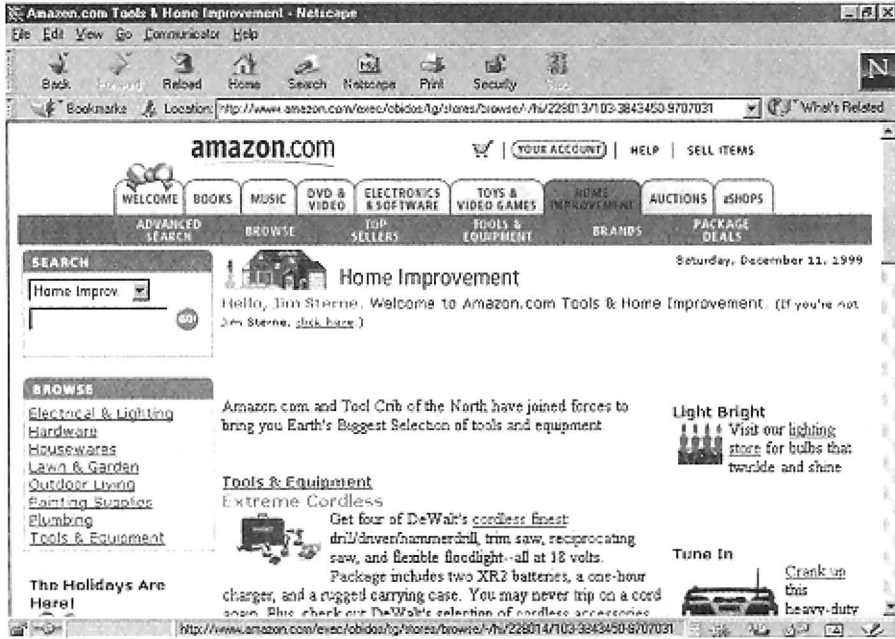 Amazon.com Tools & Home Improvement - Netscape
File Edit View Go Communicator Help
Back Forward Reload Home Search Netscape Print Security Stop
Bookmarks Location: http://www.amazon.com/exec/obidos/tg/stores/browse/-/hi/228013/103-3843450-9707031 What's Related
amazon.com
YOUR ACCOUNT | HELP | SELL ITEMS
WELCOME BOOKS MUSIC DVD & VIDEO ELECTRONICS & SOFTWARE TOYS & VIDEO GAMES HOME IMPROVEMENT AUCTIONS zSHOPS
ADVANCED SEARCH BROWSE TOP SELLERS TOOLS & EQUIPMENT BRANDS PACKAGE DEALS
SEARCH
Home Improv.
GO!
Saturday, December 11, 1999
Home Improvement
Hello, Jim Sterne. Welcome to Amazon.com Tools & Home Improvement. (If you're not
Jim Sterne, click here.)
BROWSE
Electrical & Lighting
Hardware
Housewares
Lawn & Garden
Outdoor Living
Painting Supplies
Plumbing
Tools & Equipment
The Holidays Are
Here!
Amazon.com and Tool Crib of the North have joined forces to
bring you Earth's Biggest Selection of tools and equipment
Tools & Equipment
Extreme Cordless
Get four of DeWalt's cordless finest:
drill/driver/hammerdrill, trim saw, reciprocating
saw, and flexible floodlight--all at 18 volts.
Package includes two XR2 batteries, a one-hour
charger, and a rugged carrying case. You may never trip on a cord
again. Plus, check out DeWalt's selection of cordless accessories
Light Bright
Visit our lighting
store for bulbs that
twinkle and shine
Tune In
Crank up
this
heavy-duty
http://www.amazon.com/exec/obidos/tg/stores/browse/-/hi/228014/103-3843450-9707031